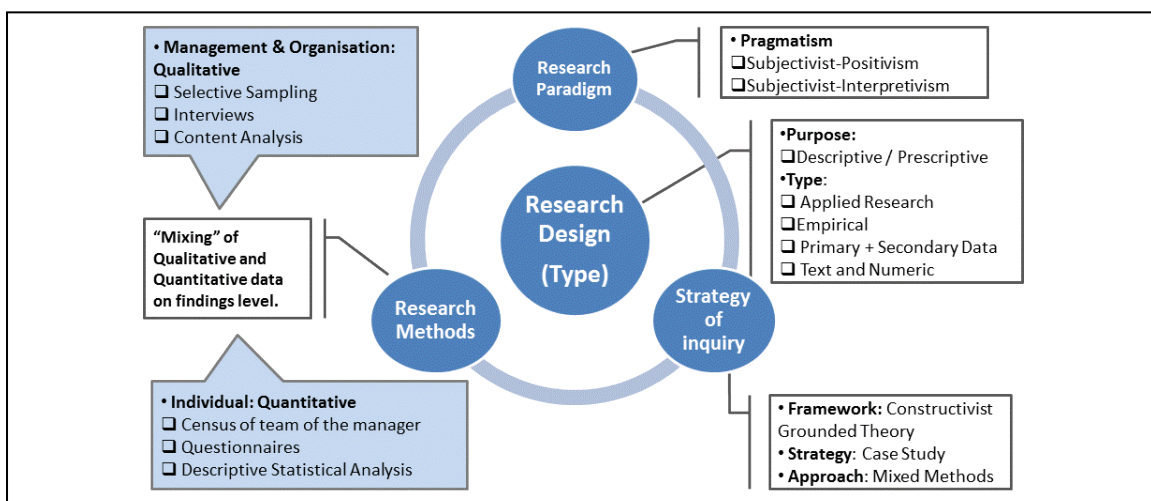 • Management & Organisation:
Qualitative
❑ Selective Sampling
❑ Interviews
❑ Content Analysis
“Mixing” of
Qualitative and
Quantitative data
on findings level.
• Individual: Quantitative
❑ Census of team of the manager
❑ Questionnaires
❑ Descriptive Statistical Analysis
Research
Paradigm
Research
Design
(Type)
Research
Methods
Strategy
of
inquiry
• Pragmatism
❑Subjectivist-Positivism
❑Subjectivist-Interpretivism
•Purpose:
❑Descriptive / Prescriptive
•Type:
❑ Applied Research
❑Empirical
❑ Primary + Secondary Data
❑ Text and Numeric
• Framework: Constructivist
Grounded Theory
• Strategy: Case Study
• Approach: Mixed Methods